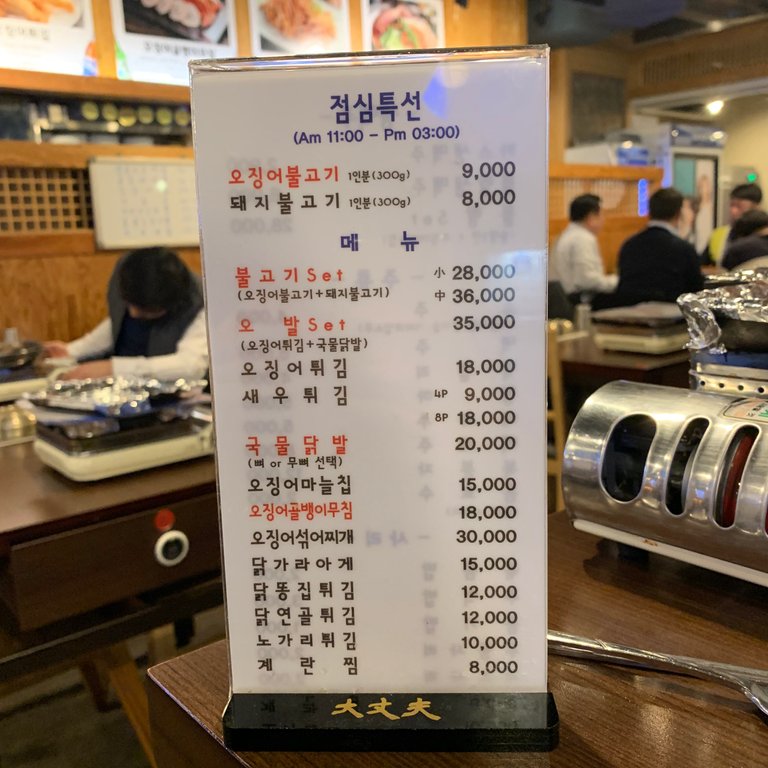 점심특선
(Am 11:00 - Pm 03:00)
오징어불고기 1인분(300g) 9,000
돼지불고기 1인분(300g) 8,000
메 뉴
불고기Set 小 28,000
(오징어불고기+돼지불고기) 中 36,000
오 발Set 35,000
(오징어튀김+국물닭발)
오징어튀김 18,000
새우튀김 4P 9,000
8P 18,000
국물닭발 20,000
(뼈 or 무뼈 선택)
오징어마늘칩 15,000
오징어골뱅이무침 18,000
오징어섞어찌개 30,000
닭가라아게 15,000
닭똥집튀김 12,000
닭연골튀김 12,000
노가리튀김 10,000
계란찜 8,000
大丈夫